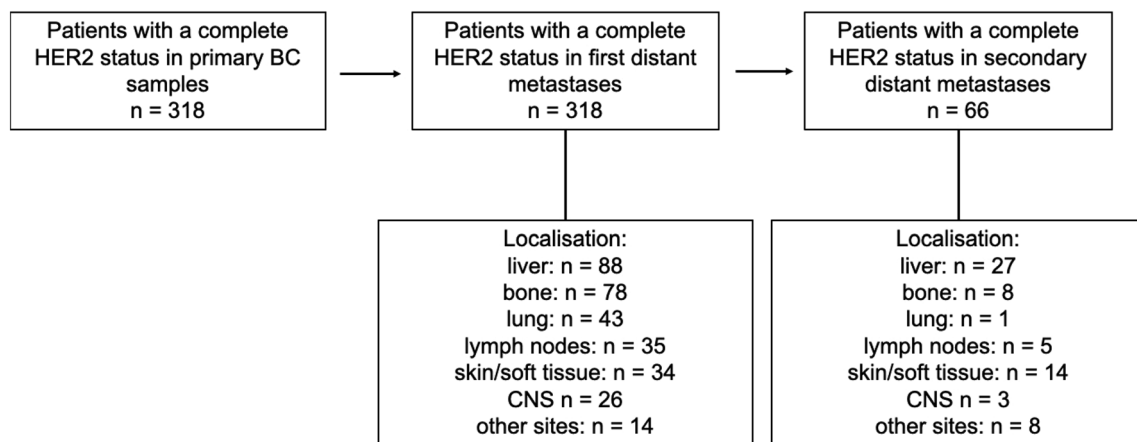 Patients with a complete
HER2 status in primary BC
samples
n = 318
Patients with a complete
HER2 status in first distant
metastases
n = 318
Patients with a complete
HER2 status in secondary
distant metastases
n = 66
Localisation:
liver: n = 88
bone: n = 78
lung: n = 43
lymph nodes: n = 35
skin/soft tissue: n = 34
CNS n = 26
other sites: n = 14
Localisation:
liver: n = 27
bone: n = 8
lung: n = 1
lymph nodes: n = 5
skin/soft tissue: n = 14
CNS n = 3
other sites: n = 8